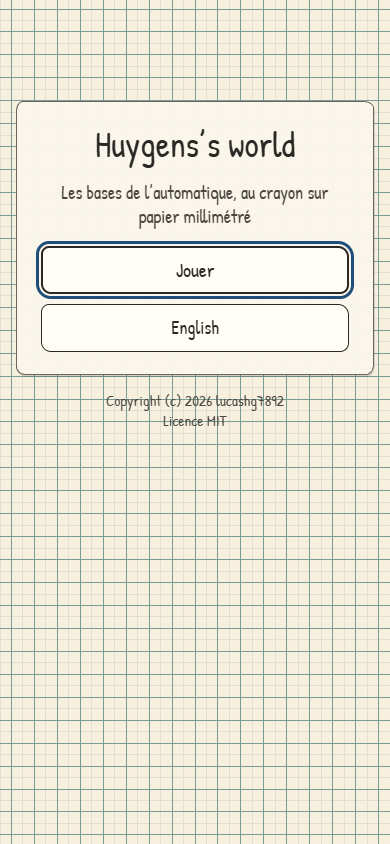 Huygens's world
Les bases de l'automatique, au crayon sur
papier millimétré
Jouer
English
Copyright (c) 2026 lucashg7892
Licence MIT